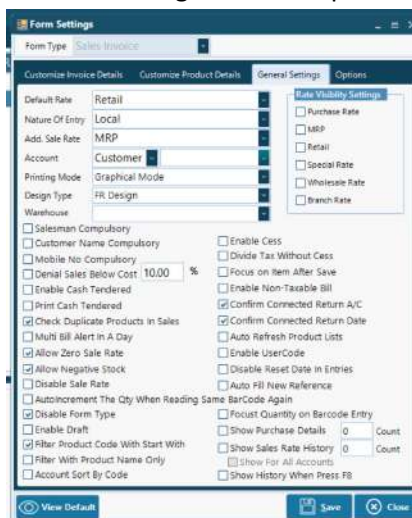 Form Settings
Form Type Sales Invoice
Customize Invoice Details Customize Product Details General Settings Options
Default Rate Retail
Nature Of Entry Local
Add. Sale Rate MRP
Account Customer
Printing Mode Graphical Mode
Design Type FR Design
Warehouse
Rate Visiblity Settings
Purchase Rate
MRP
Retail
Special Rate
Wholesale Rate
Branch Rate
Salesman Compulsory
Customer Name Compulsory
Mobile No Compulsory
Denial Sales Below Cost 10.00 %
Enable Cash Tendered
Print Cash Tendered
Check Duplicate Products In Sales
Multi Bill Alert In A Day
Allow Zero Sale Rate
Allow Negative Stock
Disable Sale Rate
AutoIncrement The Qty When Reading Same BarCode Again
Disable Form Type
Enable Draft
Filter Product Code With Start With
Filter With Product Name Only
Account Sort By Code
Enable Cess
Divide Tax Without Cess
Focus on Item After Save
Enable Non-Taxable Bill
Confirm Connected Return A/C
Confirm Connected Return Date
Auto Refresh Product Lists
Enable UserCode
Disable Reset Date In Entries
Auto Fill New Reference
Focust Quantity on Barcode Entry
Show Purchase Details 0 Count
Show Sales Rate History 0 Count
Show For All Accounts
Show History When Press F8
View Default
Save
Close